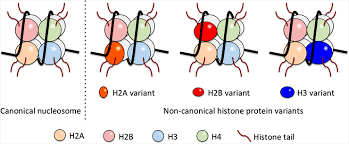 H2A variant
H2B variant
H3 variant
Canonical nucleosome
Non-canonical histone protein variants
H2A
H2B
H3
H4
Histone tail